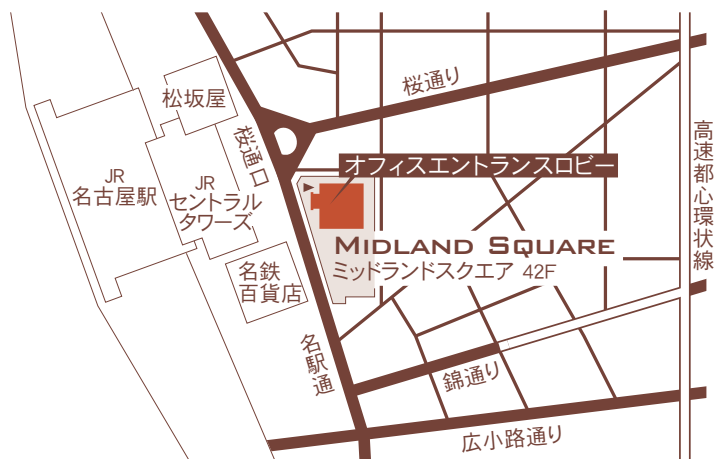 松坂屋
桜通り
桜通口
高速都心環状線
JR
名古屋駅
JR
セントラル
タワーズ
オフィスエントランスロビー
MIDLAND SQUARE
ミッドランドスクエア 42F
名鉄
百貨店
名駅通
錦通り
広小路通り